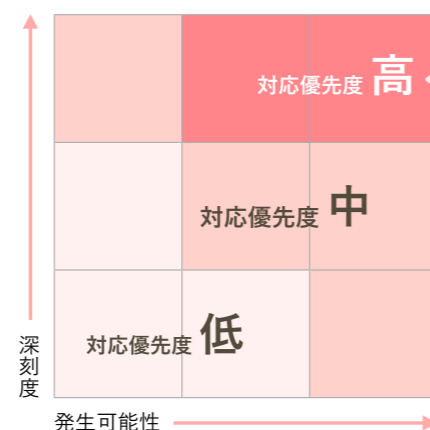 対応優先度 高
対応優先度 中
対応優先度 低
深刻度
発生可能性